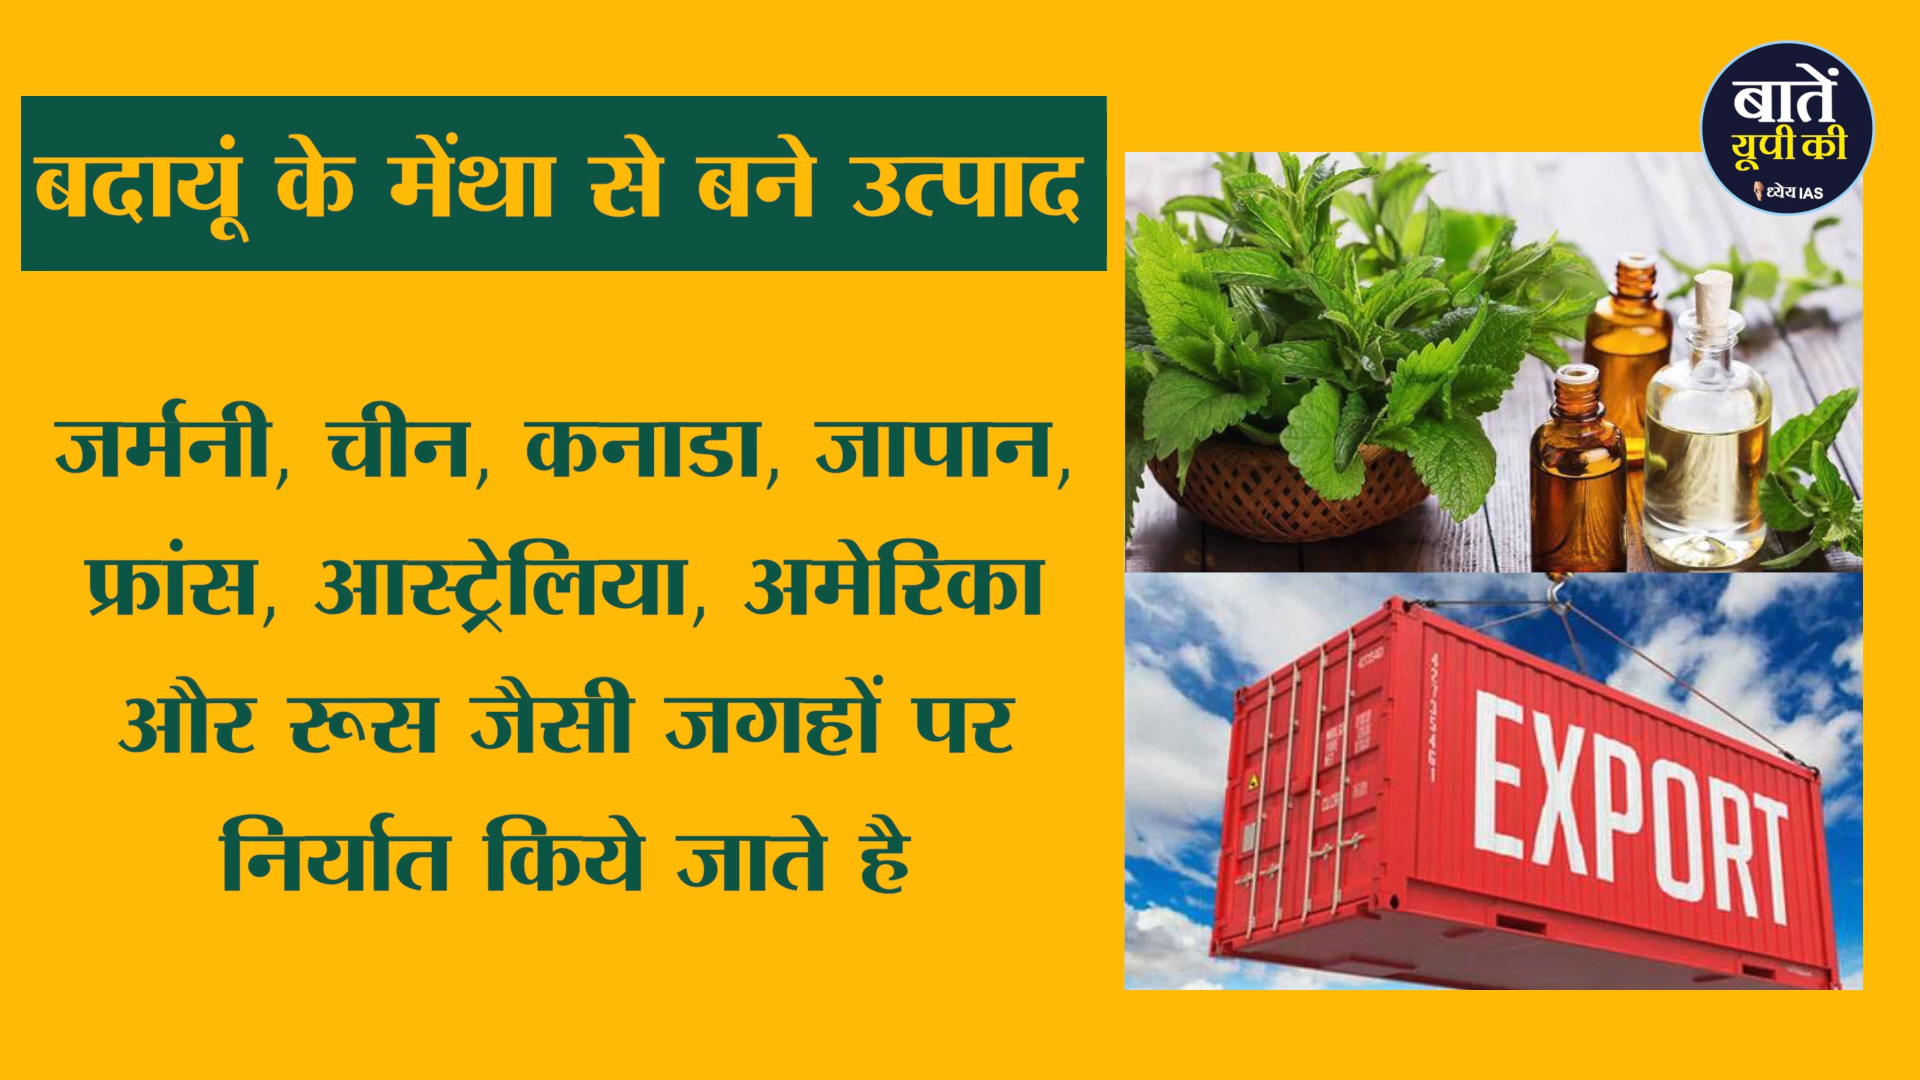 बातें
यूपी की
ध्येय IAS
बदायूं के मेंथा से बने उत्पाद
जर्मनी, चीन, कनाडा, जापान,
फ्रांस, आस्ट्रेलिया, अमेरिका
और रूस जैसी जगहों पर
निर्यात किये जाते है
EXPORT